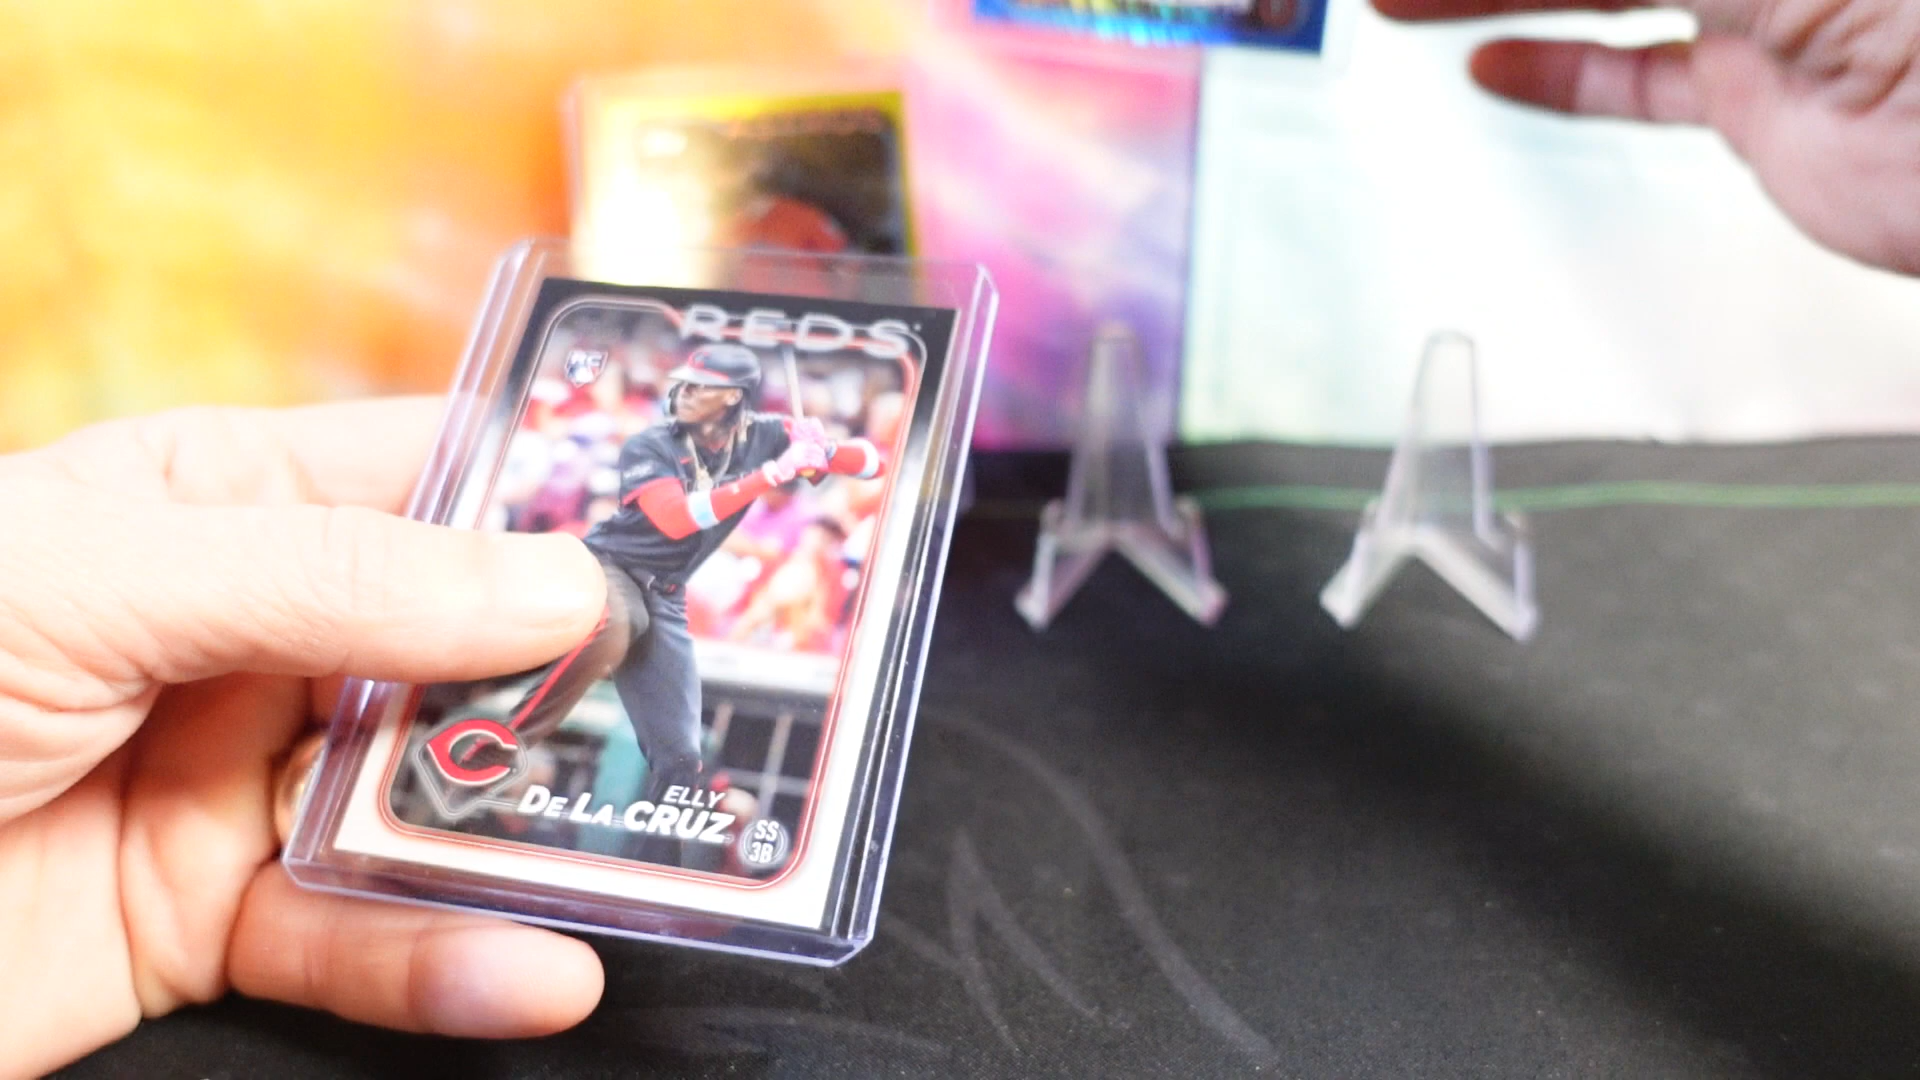 REDS
RC
ELLY
DE LA CRUZ
SS
3B